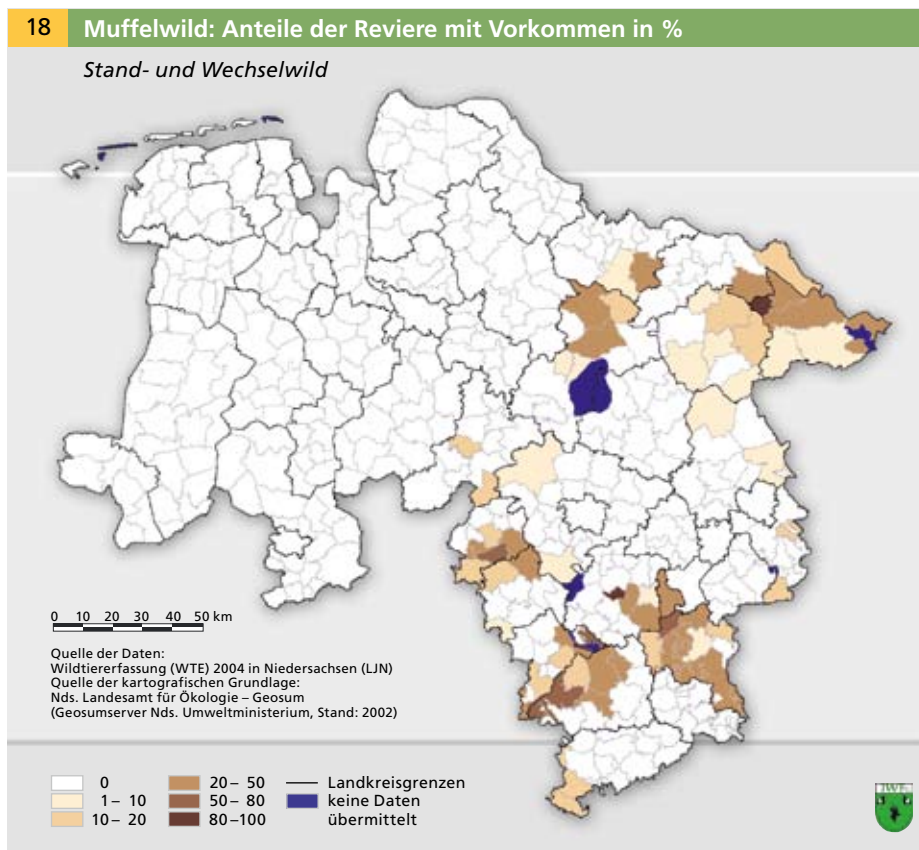 18 Muffelwild: Anteile der Reviere mit Vorkommen in %
Stand- und Wechselwild
0 10 20 30 40 50 km
Quelle der Daten:
Wildtiererfassung (WTE) 2004 in Niedersachsen (LJN)
Quelle der kartografischen Grundlage:
Nds. Landesamt für Ökologie – Geosum
(Geosumserver Nds. Umweltministerium, Stand: 2002)
0
1 – 10
10 – 20
20 – 50
50 – 80
80 –100
Landkreisgrenzen
keine Daten
übermittelt